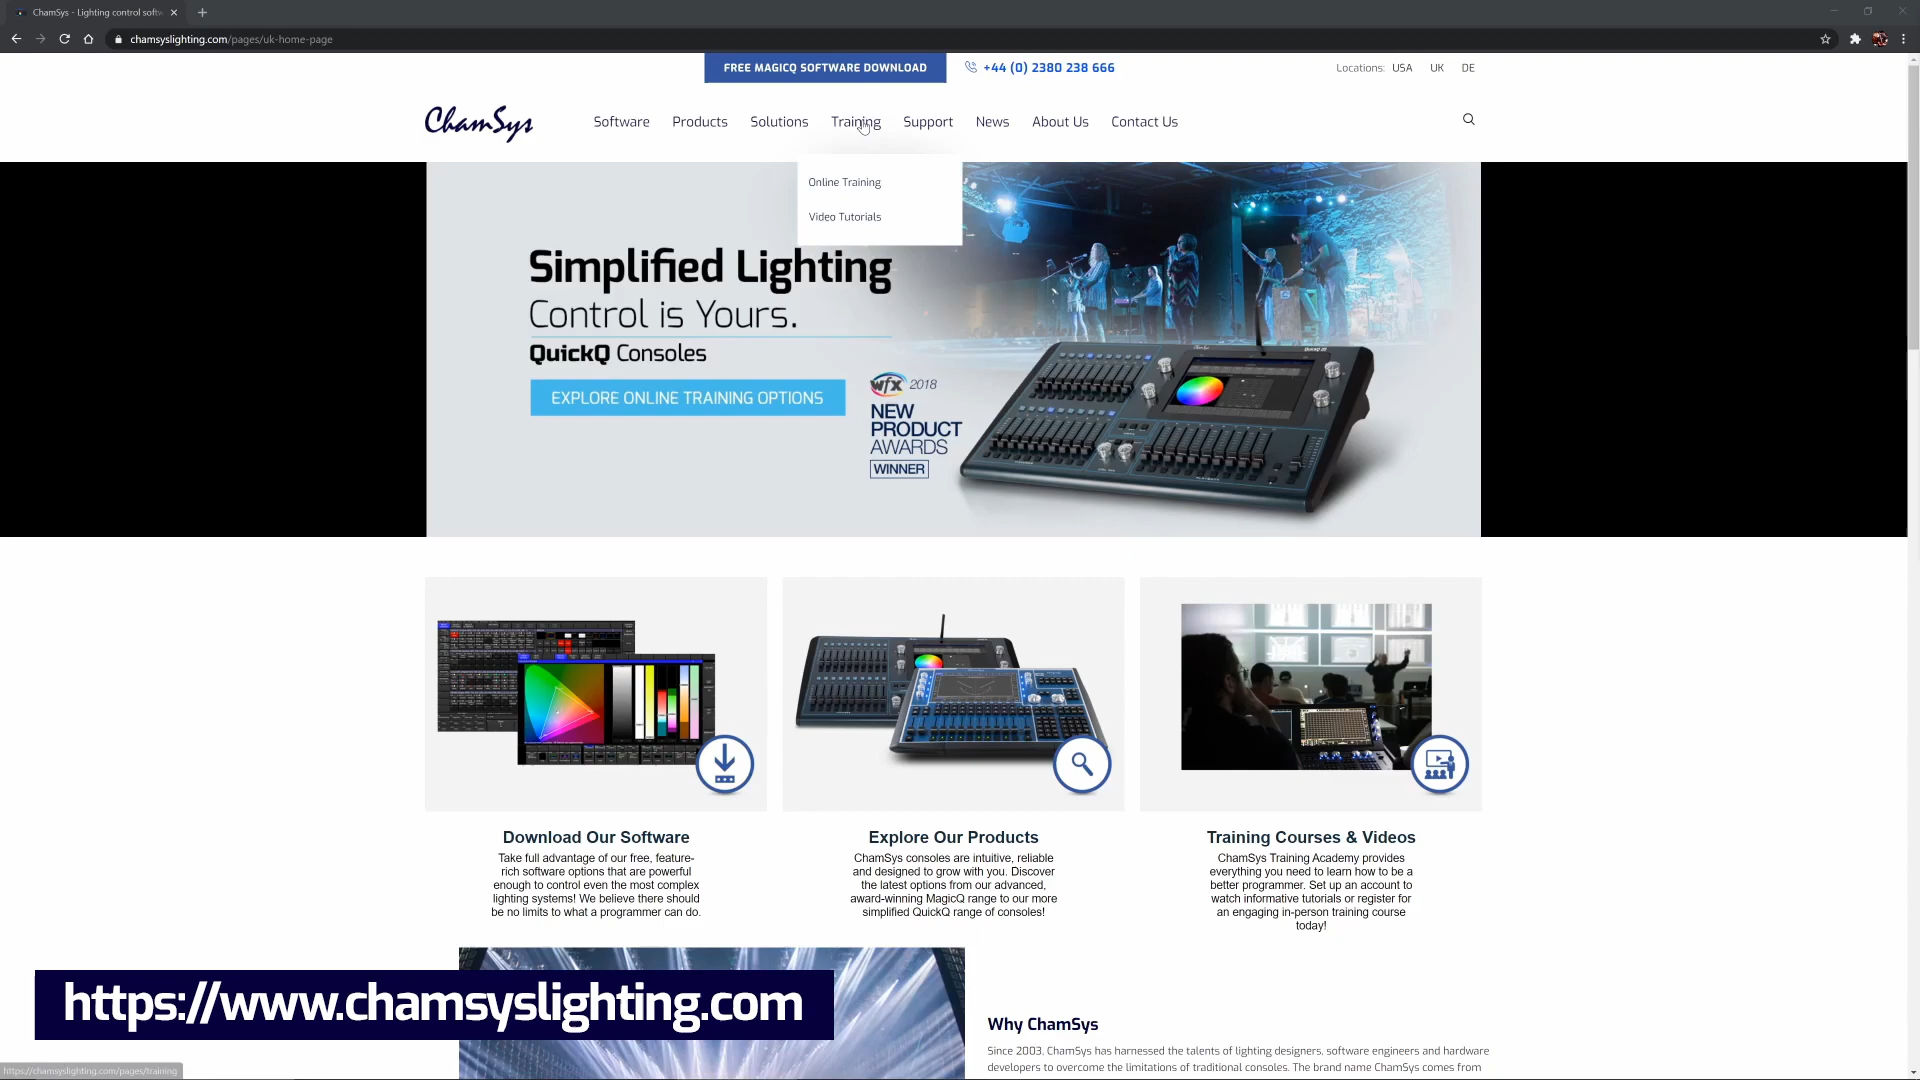 ChamSys - Lighting control softw
chamsyslighting.com/pages/uk-home-page
FREE MAGICQ SOFTWARE DOWNLOAD
+44 (0) 2380 238 666
Locations: USA UK DE
ChamSys
Software Products Solutions Training Support News About Us Contact Us
Online Training
Video Tutorials
Simplified Lighting
Control is Yours.
QuickQ Consoles
EXPLORE ONLINE TRAINING OPTIONS
wfx 2018
NEW
PRODUCT
AWARDS
WINNER
Download Our Software
Take full advantage of our free, feature-
rich software options that are powerful
enough to control even the most complex
lighting systems! We believe there should
be no limits to what a programmer can do.
Explore Our Products
ChamSys consoles are intuitive, reliable
and designed to grow with you. Discover
the latest options from our advanced,
award-winning MagicQ range to our more
simplified QuickQ range of consoles!
Training Courses & Videos
ChamSys Training Academy provides
everything you need to learn how to be a
better programmer. Set up an account to
watch informative tutorials or register for
an engaging in-person training course
today!
https://www.chamsyslighting.com
Why ChamSys
Since 2003, ChamSys has harnessed the talents of lighting designers, software engineers and hardware
developers to overcome the limitations of traditional consoles. The brand name ChamSys comes from
https://chamsyslighting.com/pages/training